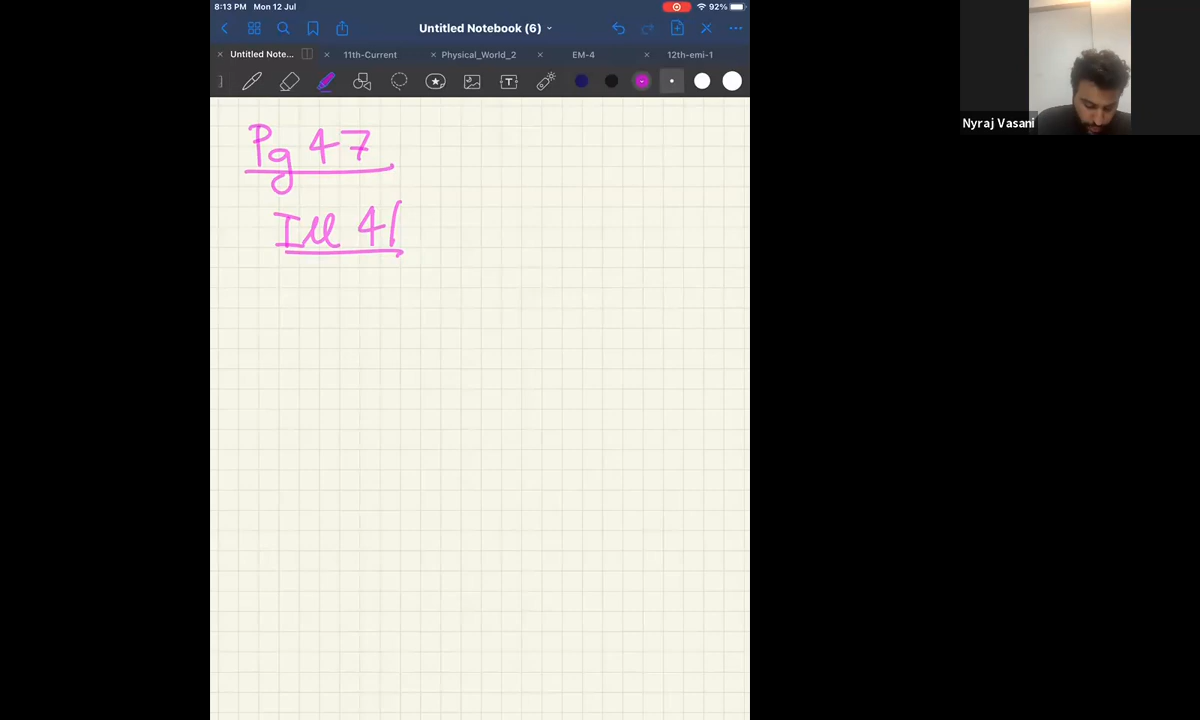 8:13 PM Mon 12 Jul
92%
Untitled Notebook (6)
Untitled Note...
11th-Current
Physical_World_2
EM-4
12th-emi-1
Nyraj Vasani
Pg 47
Ill 41